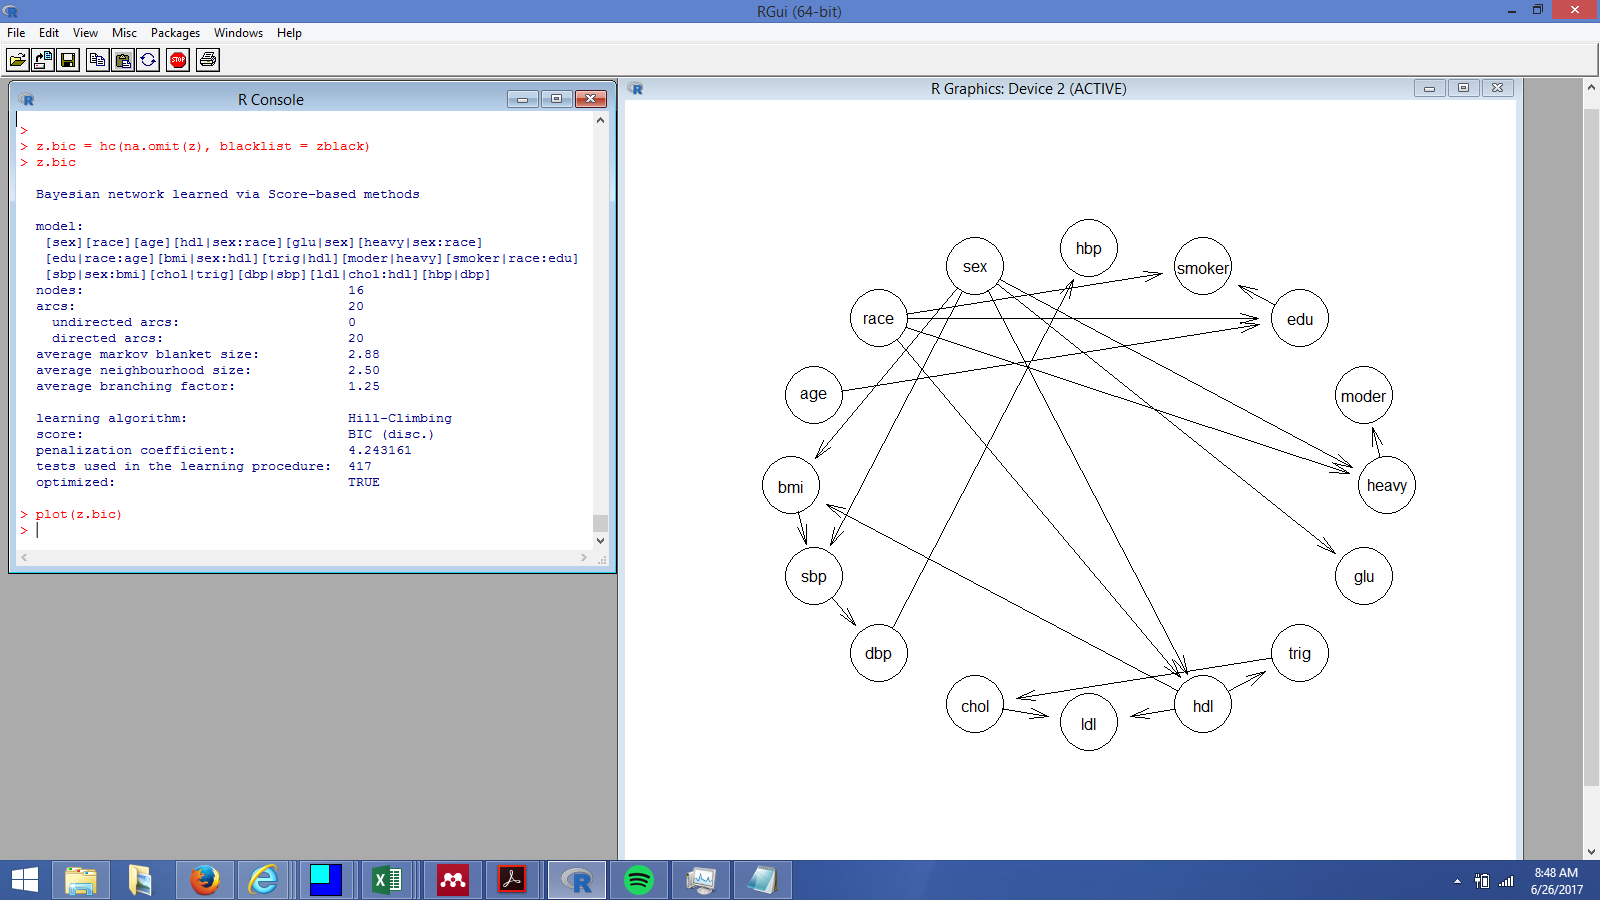 RGui (64-bit)
File Edit View Misc Packages Windows Help
R Console
>
> z.bic = hc(na.omit(z), blacklist = zblack)
> z.bic
Bayesian network learned via Score-based methods
model:
[sex][race][age][hdl|sex:race][glu|sex][heavy|sex:race]
[edu|race:age][bmi|sex:hdl][trig|hdl][moder|heavy][smoker|race:edu]
[sbp|sex:bmi][chol|trig][dbp|sbp][ldl|chol:hdl][hbp|dbp]
nodes: 16
arcs: 20
undirected arcs: 0
directed arcs: 20
average markov blanket size: 2.88
average neighbourhood size: 2.50
average branching factor: 1.25
learning algorithm: Hill-Climbing
score: BIC (disc.)
penalization coefficient: 4.243161
tests used in the learning procedure: 417
optimized: TRUE
> plot(z.bic)
>
R Graphics: Device 2 (ACTIVE)
hbp
sex
smoker
race
edu
age
moder
bmi
heavy
sbp
glu
dbp
trig
chol
hdl
ldl
STOP
8:48 AM
6/26/2017